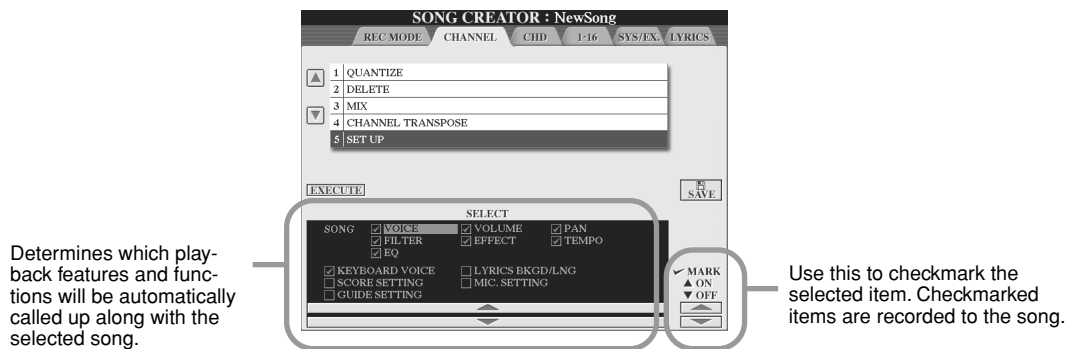 SONG CREATOR : NewSong
REC MODE CHANNEL CHD 1-16 SYS/EX. LYRICS
1 QUANTIZE
2 DELETE
3 MIX
4 CHANNEL TRANSPOSE
5 SET UP
EXECUTE
SAVE
SELECT
SONG VOICE VOLUME PAN
FILTER EFFECT TEMPO
EQ
KEYBOARD VOICE LYRICS BKGD/LNG
SCORE SETTING MIC. SETTING
GUIDE SETTING
MARK
▲ ON
▼ OFF
Determines which play-
back features and func-
tions will be automatically
called up along with the
selected song.
Use this to checkmark the
selected item. Checkmarked
items are recorded to the song.